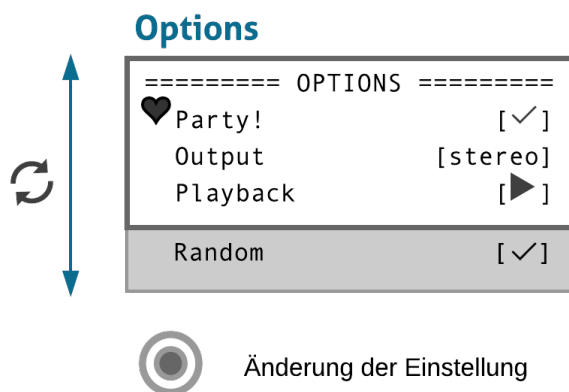 Options
========= OPTIONS =========
Party! [✓]
Output [stereo]
Playback [▶]
Random [✓]
Änderung der Einstellung